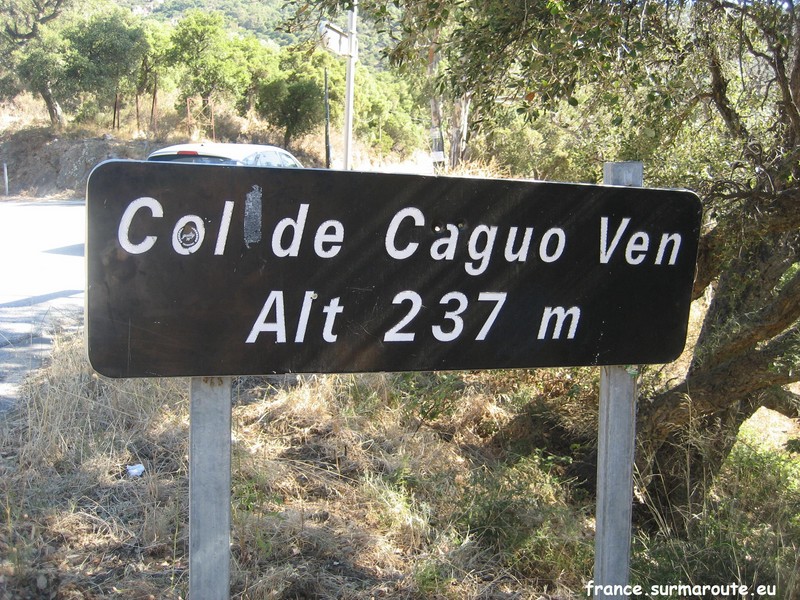 Col de Caguo Ven
Alt 237 m
france.surmaroute.eu